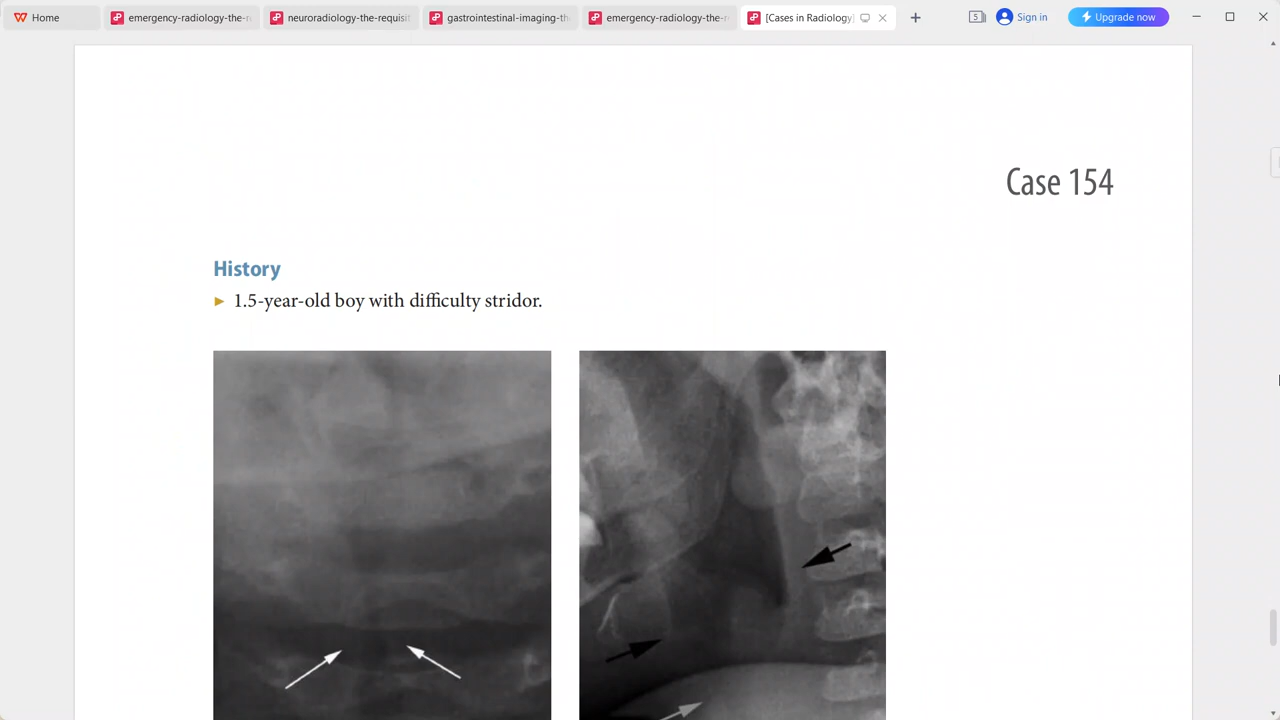 Home
emergency-radiology-the-r
neuroradiology-the-requisit
gastrointestinal-imaging-th
emergency-radiology-the-r
[Cases in Radiology]
5
Sign in
Upgrade now
Case 154
History
► 1.5-year-old boy with difficulty stridor.